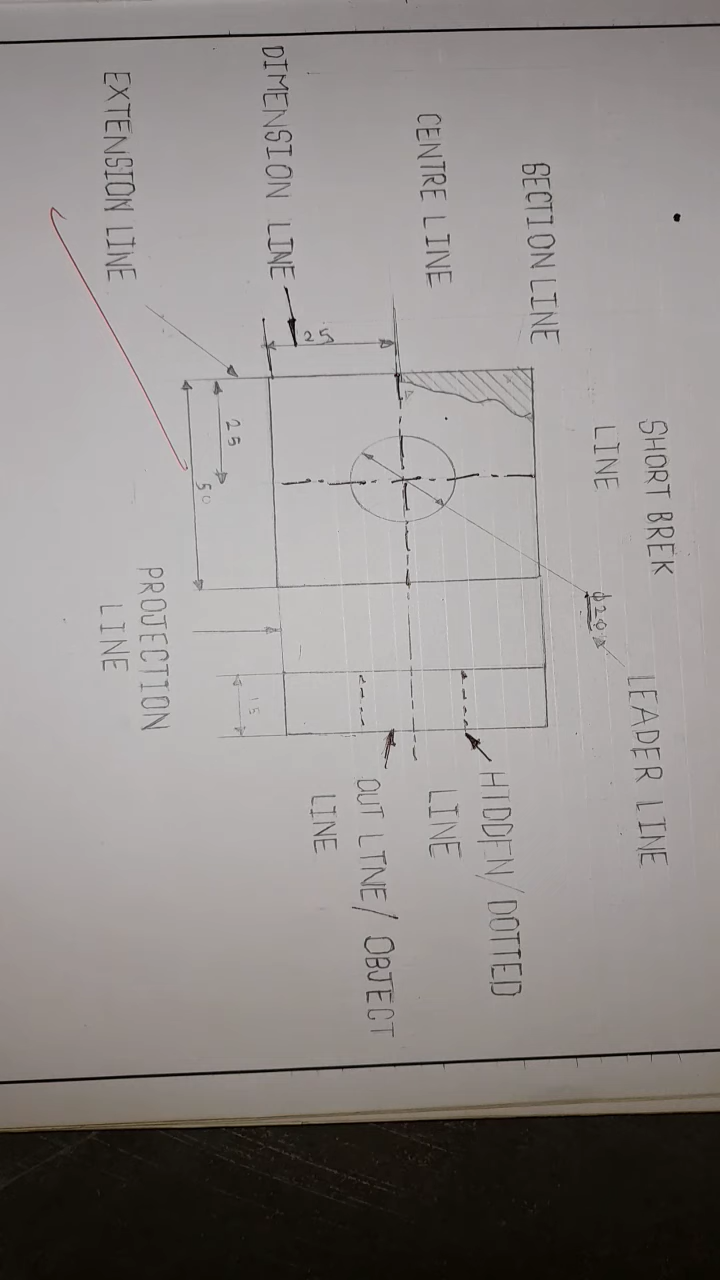 SHORT BREK
LINE
LEADER LINE
SECTION LINE
CENTRE LINE
DIMENSION LINE
EXTENSION LINE
ϕ20
25
25
50
15
HIDDEN/DOTTED
LINE
OUT LINE/OBJECT
LINE
PROJECTION
LINE